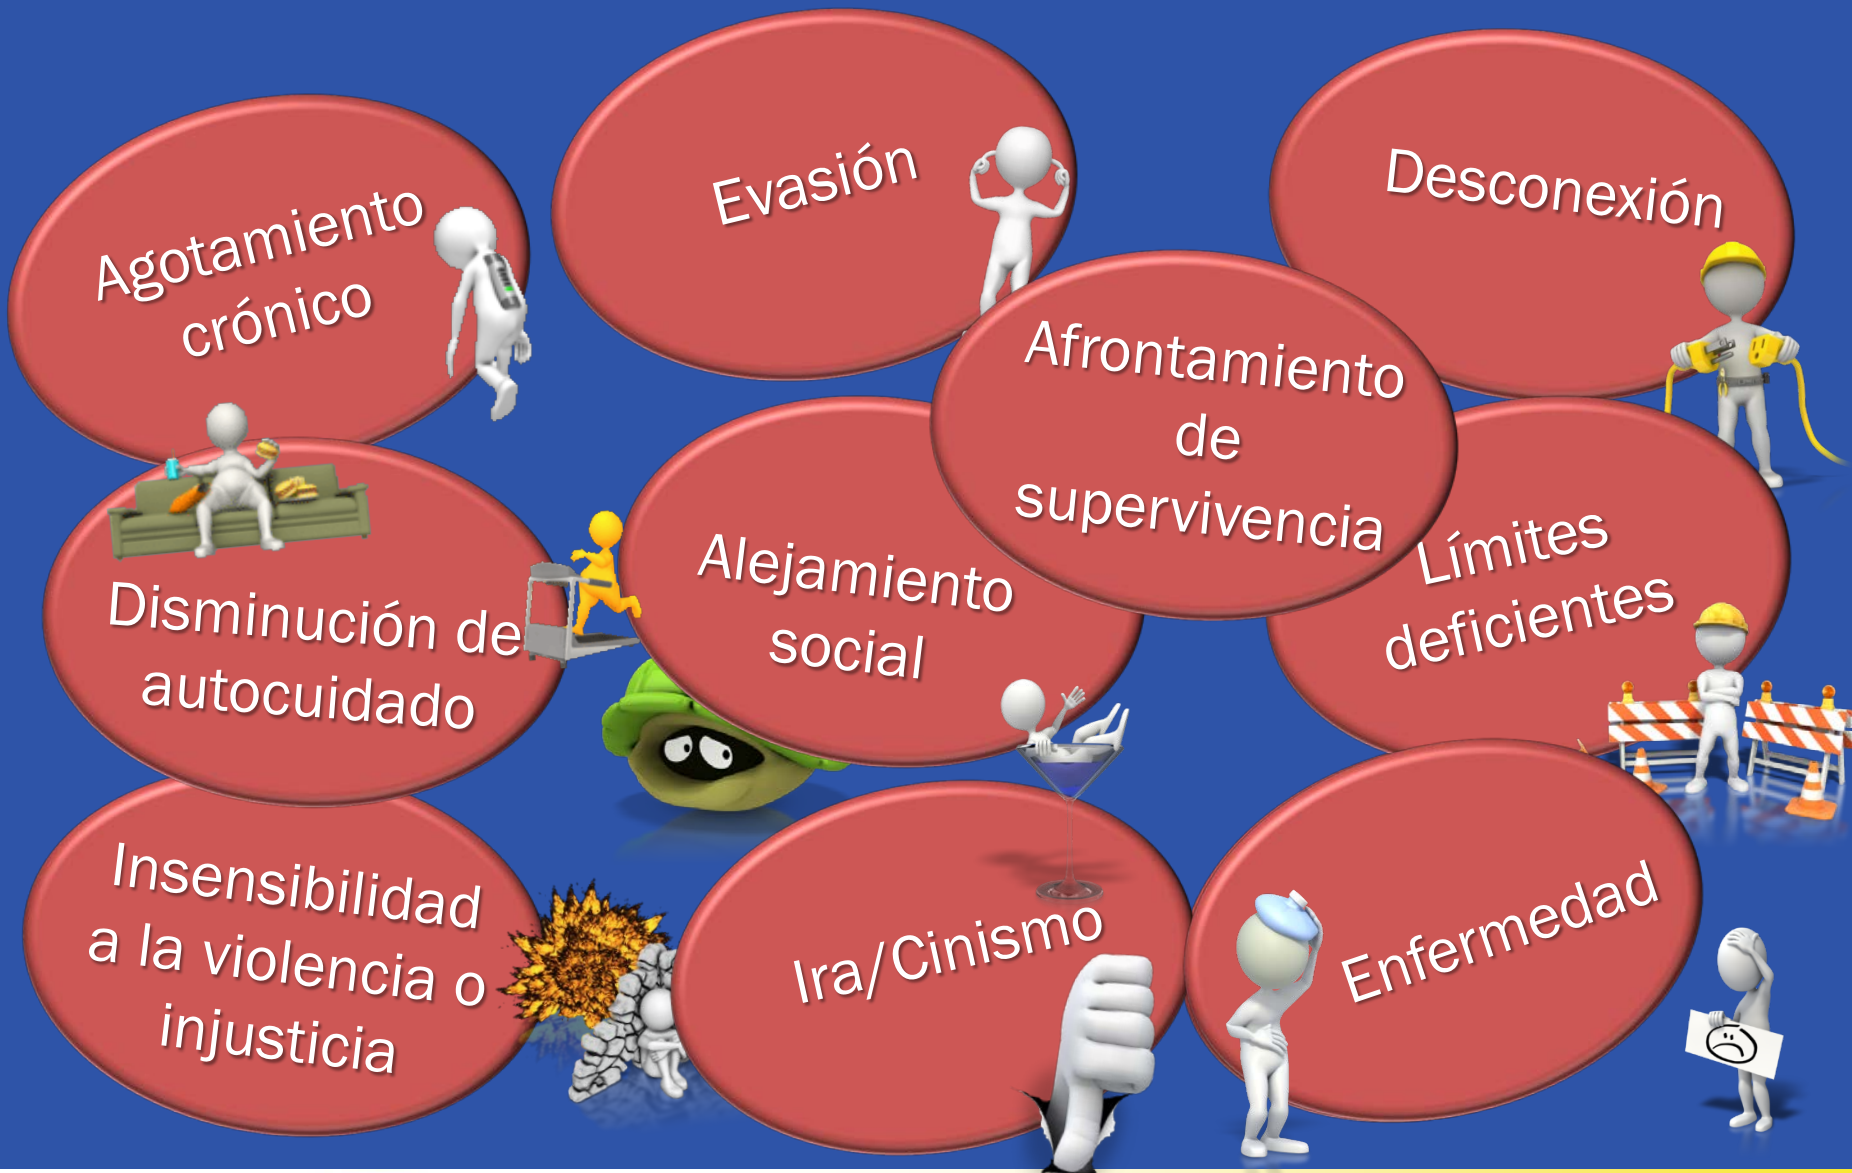 Agotamiento
crónico
Evasión
Desconexión
Afrontamiento
de
supervivencia
Disminución de
autocuidado
Alejamiento
social
Límites
deficientes
Insensibilidad
a la violencia o
injusticia
Ira/Cinismo
Enfermedad